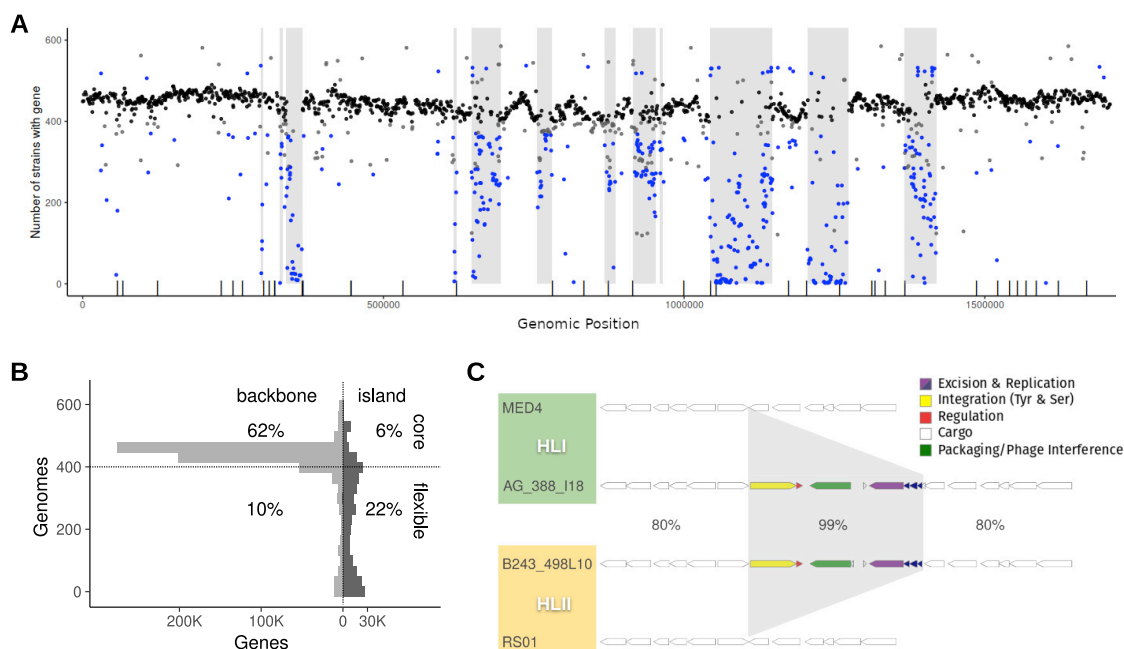 A
600
400
200
0
Number of strains with gene
0
500000
1000000
1500000
Genomic Position
B
backbone
island
600
62%
6%
core
400
10%
22%
flexible
200
0
Genomes
200K
100K
0
30K
Genes
C
Excision & Replication
Integration (Tyr & Ser)
Regulation
Cargo
Packaging/Phage Interference
MED4
HLI
AG_388_I18
80%
99%
80%
B243_498L10
HLII
RS01